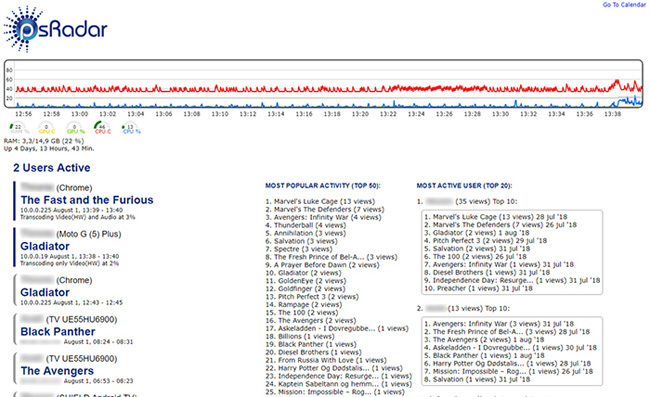 Go To Calendar
psRadar
80
60
40
20
12:56 12:58 13:00 13:02 13:04 13:06 13:08 13:10 13:12 13:14 13:16 13:18 13:20 13:22 13:24 13:26 13:28 13:30 13:32 13:34 13:36 13:38
22 0 0 46 13
RAM % GPU C GPU % CPU C CPU %
RAM: 3,3/14,9 GB (22 %)
Up 4 Days, 13 Hours, 43 Min.
2 Users Active
(Chrome)
The Fast and the Furious
10.0.0.225 August 1, 13:39 - 13:40
Transcoding Video(HW) and Audio at 3%
(Moto G (5) Plus)
Gladiator
10.0.0.19 August 1, 13:38 - 13:40
Transcoding only Video(HW) at 2%
(Chrome)
Gladiator
10.0.0.225 August 1, 12:43 - 12:45
(TV UE55HU6900)
Black Panther
August 1, 08:24 - 08:31
(TV UE55HU6900)
The Avengers
August 1, 06:53 - 08:23
(SHIELD Android TV)
MOST POPULAR ACTIVITY (TOP 50):
1. Marvel's Luke Cage (13 views)
2. Marvel's The Defenders (7 views)
3. Avengers: Infinity War (4 views)
4. Thunderball (4 views)
5. Annihilation (3 views)
6. Salvation (3 views)
7. Spectre (3 views)
8. The Fresh Prince of Bel-A... (3 views)
9. A Prayer Before Dawn (2 views)
10. Gladiator (2 views)
11. GoldenEye (2 views)
12. Goldfinger (2 views)
13. Pitch Perfect 3 (2 views)
14. Rampage (2 views)
15. The 100 (2 views)
16. The Avengers (2 views)
17. Askeladden - I Dovregubbe... (1 views)
18. Billions (1 views)
19. Black Panther (1 views)
20. Diesel Brothers (1 views)
21. From Russia With Love (1 views)
22. Harry Potter Og Dødstalis... (1 views)
23. Independence Day: Resurge... (1 views)
24. Kaptein Sabeltann og hemm... (1 views)
25. Mission: Impossible – Rog... (1 views)
MOST ACTIVE USER (TOP 20):
1. (35 views) Top 10:
1. Marvel's Luke Cage (13 views) 28 jul '18
2. Marvel's The Defenders (7 views) 26 jul '18
3. Gladiator (2 views) 1 aug '18
4. Pitch Perfect 3 (2 views) 29 jul '18
5. Salvation (2 views) 31 jul '18
6. The 100 (2 views) 26 jul '18
7. Avengers: Infinity War (1 views) 31 jul '18
8. Diesel Brothers (1 views) 31 jul '18
9. Independence Day: Resurge... (1 views) 30 jul '18
10. Preacher (1 views) 31 jul '18
2. (13 views) Top 10:
1. Avengers: Infinity War (3 views) 31 jul '18
2. The Fresh Prince of Bel-A... (3 views) 28 jul '18
3. The Avengers (2 views) 1 aug '18
4. Askeladden - I Dovregubbe... (1 views) 30 jul '18
5. Black Panther (1 views) 1 aug '18
6. Harry Potter Og Dødstalis... (1 views) 28 jul '18
7. Mission: Impossible – Rog... (1 views) 26 jul '18
8. Salvation (1 views) 31 jul '18